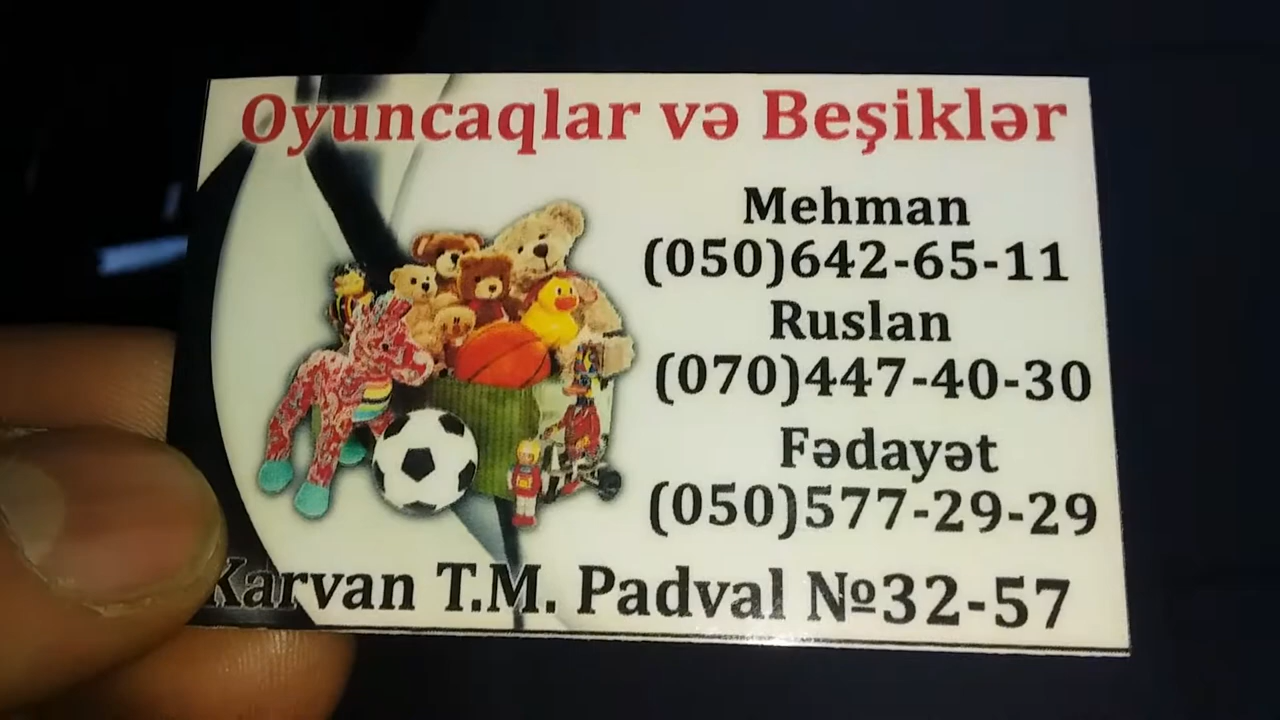 Oyuncaqlar və Beşiklər
Mehman
(050)642-65-11
Ruslan
(070)447-40-30
Fədayət
(050)577-29-29
Karvan T.M. Padval №32-57